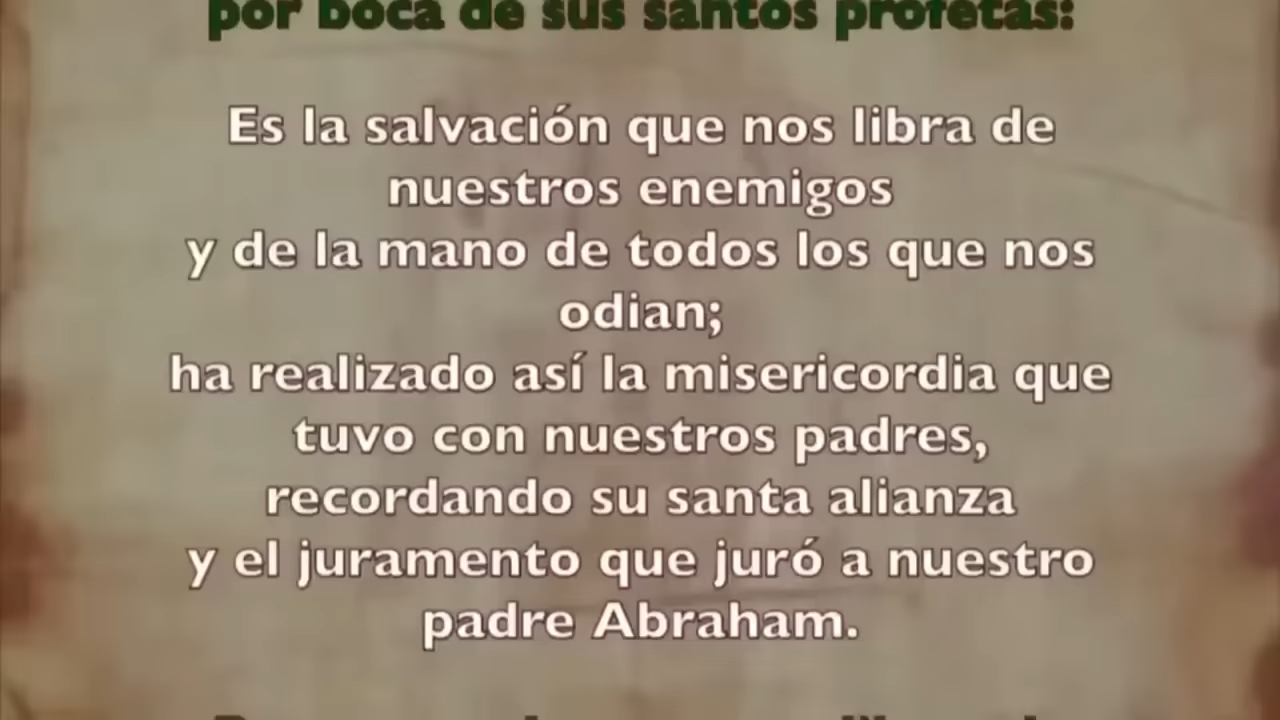 por boca de sus santos profetas:
Es la salvación que nos libra de
nuestros enemigos
y de la mano de todos los que nos
odian;
ha realizado así la misericordia que
tuvo con nuestros padres,
recordando su santa alianza
y el juramento que juró a nuestro
padre Abraham.